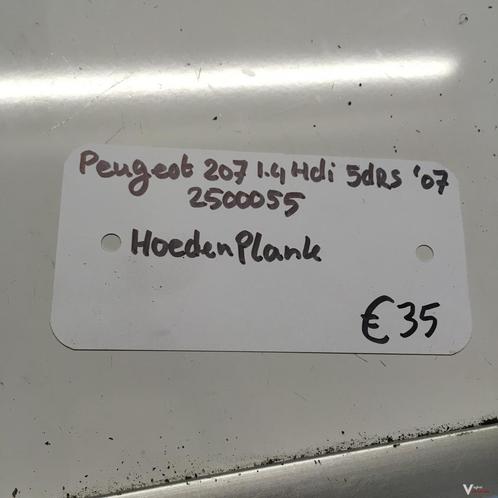 Peugeot 207 1.4 Hdi 5dRS '07
2500055
HoedenPlank
€35